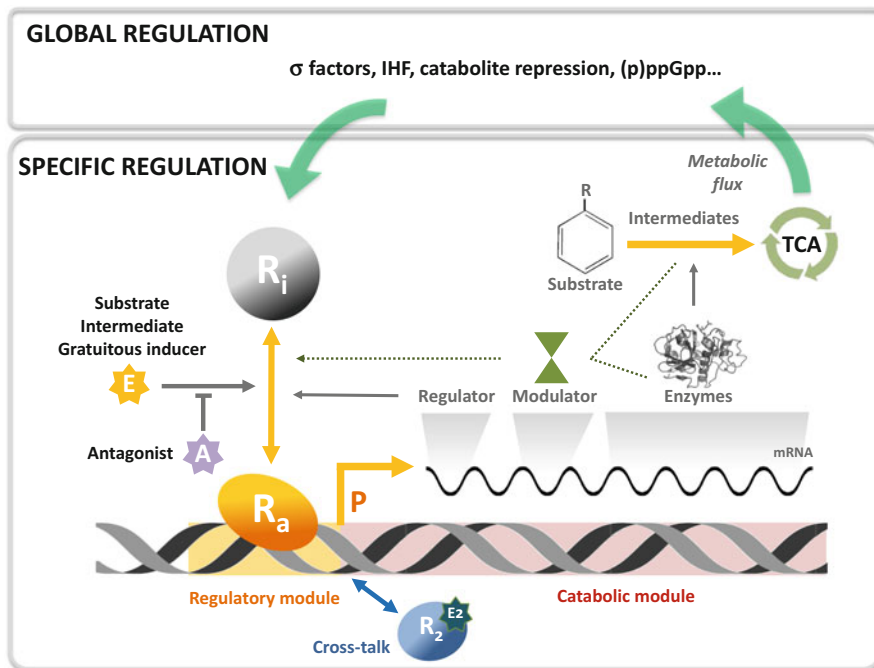 GLOBAL REGULATION
σ factors, IHF, catabolite repression, (p)ppGpp...
SPECIFIC REGULATION
Metabolic
flux
R
Intermediates
TCA
Substrate
Ri
Substrate
Intermediate
Gratuitous inducer
E
Regulator
Modulator
Enzymes
Antagonist
A
mRNA
P
Ra
Regulatory module
Catabolic module
R2
E2
Cross-talk